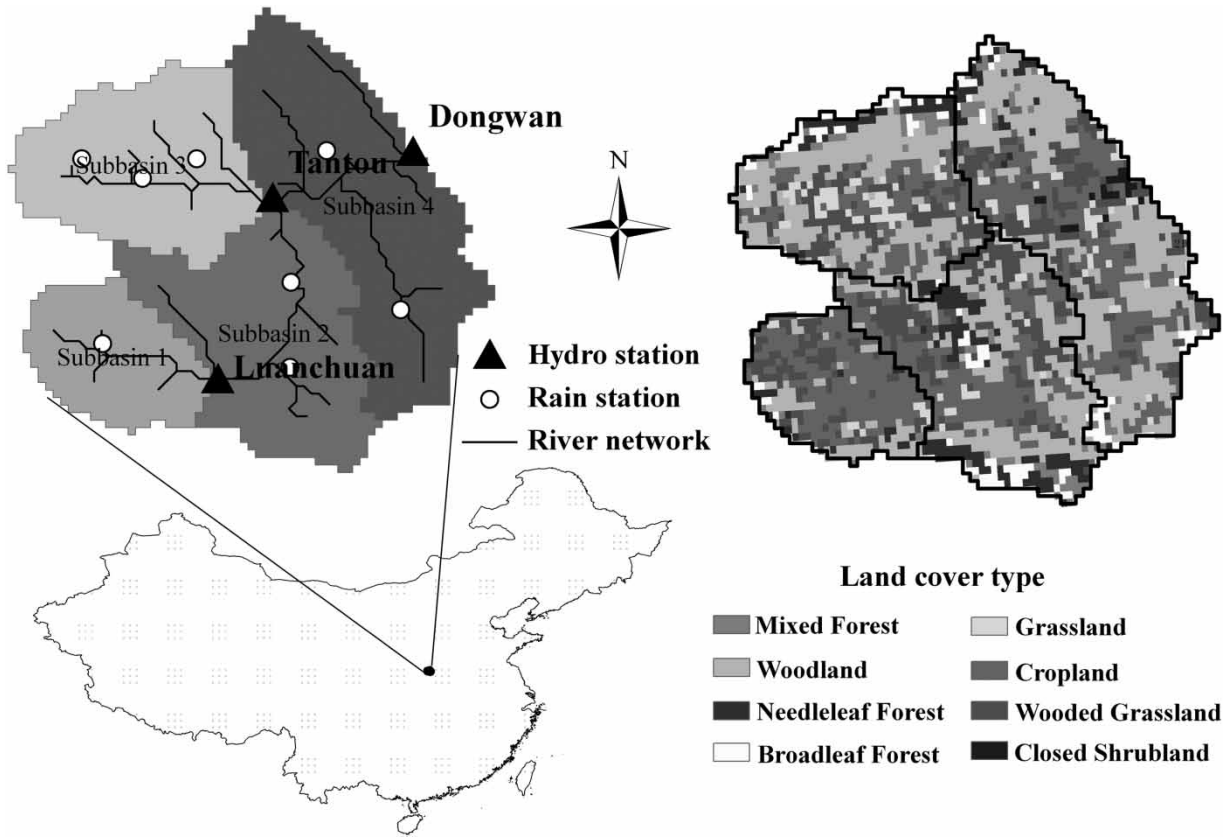 Dongwan
Tantou
Subbasin 3
Subbasin 4
N
Subbasin 2
Subbasin 1
Luanchuan
Hydro station
Rain station
River network
Land cover type
Mixed Forest
Grassland
Woodland
Cropland
Needleleaf Forest
Wooded Grassland
Broadleaf Forest
Closed Shrubland